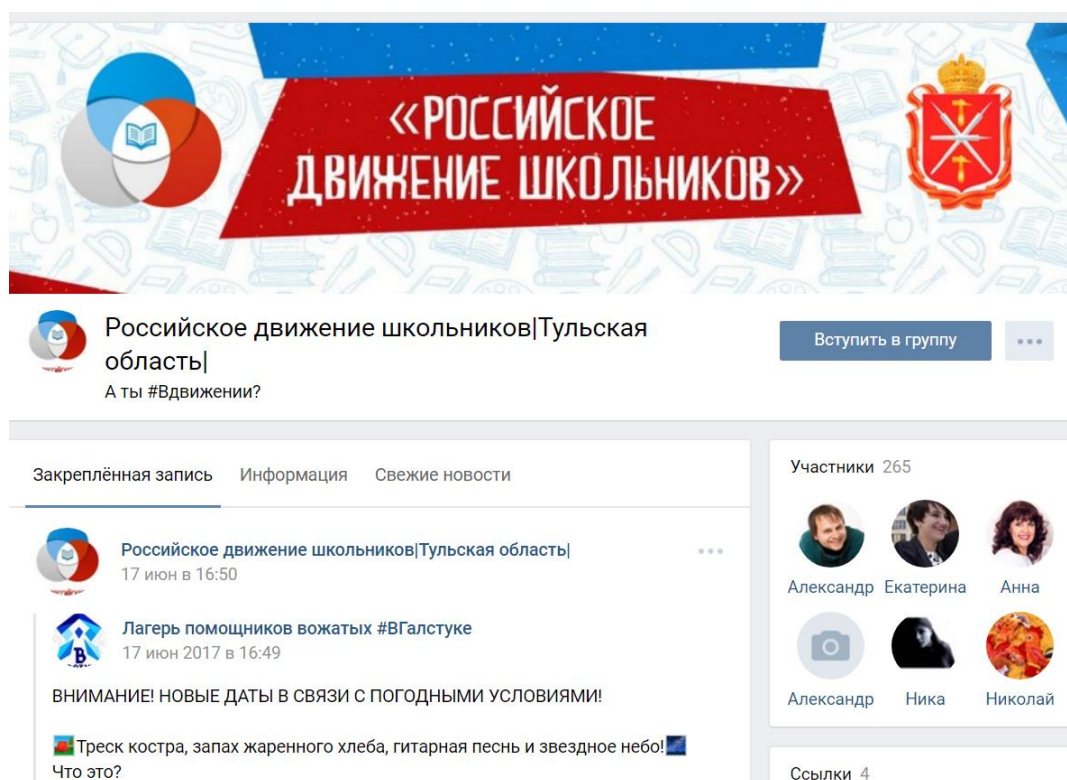 «РОССИЙСКОЕ
ДВИЖЕНИЕ ШКОЛЬНИКОВ»
Российское движение школьников|Тульская
область|
А ты #Вдвижении?
Вступить в группу
Закреплённая запись Информация Свежие новости
Российское движение школьников|Тульская область|
17 июн в 16:50
Лагерь помощников вожатых #ВГалстуке
17 июн 2017 в 16:49
ВНИМАНИЕ! НОВЫЕ ДАТЫ В СВЯЗИ С ПОГОДНЫМИ УСЛОВИЯМИ!
Треск костра, запах жаренного хлеба, гитарная песнь и звездное небо!
Что это?
Участники 265
Александр Екатерина Анна
Александр Ника Николай
Ссылки 4